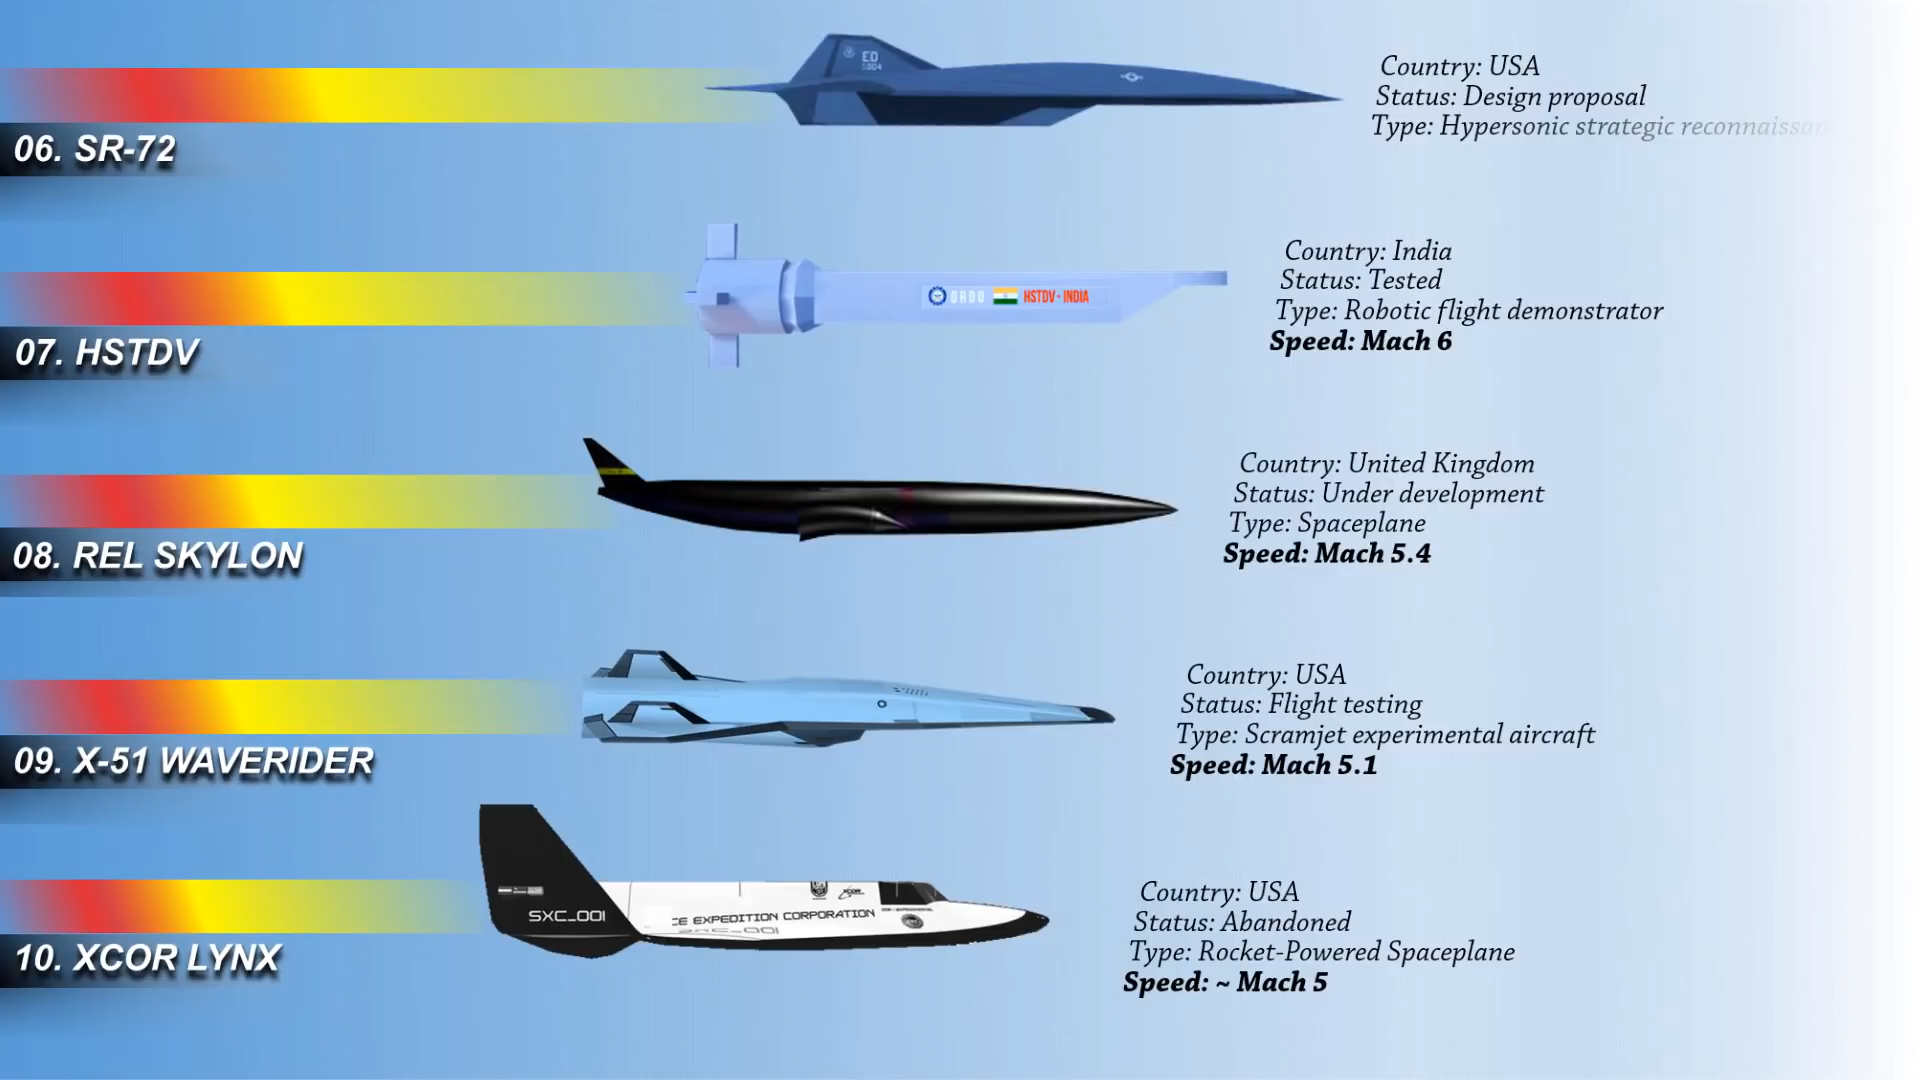 ED
Country: USA
Status: Design proposal
Type: Hypersonic strategic
06. SR-72
Country: India
Status: Tested
DRDO HSTDV - INDIA
Type: Robotic flight demonstrator
Speed: Mach 6
07. HSTDV
Country: United Kingdom
Status: Under development
Type: Spaceplane
Speed: Mach 5.4
08. REL SKYLON
Country: USA
Status: Flight testing
Type: Scramjet experimental aircraft
Speed: Mach 5.1
09. X-51 WAVERIDER
Country: USA
SXC_001
EXPEDITION CORPORATION
XCOR
Status: Abandoned
Type: Rocket-Powered Spaceplane
Speed: ~ Mach 5
10. XCOR LYNX